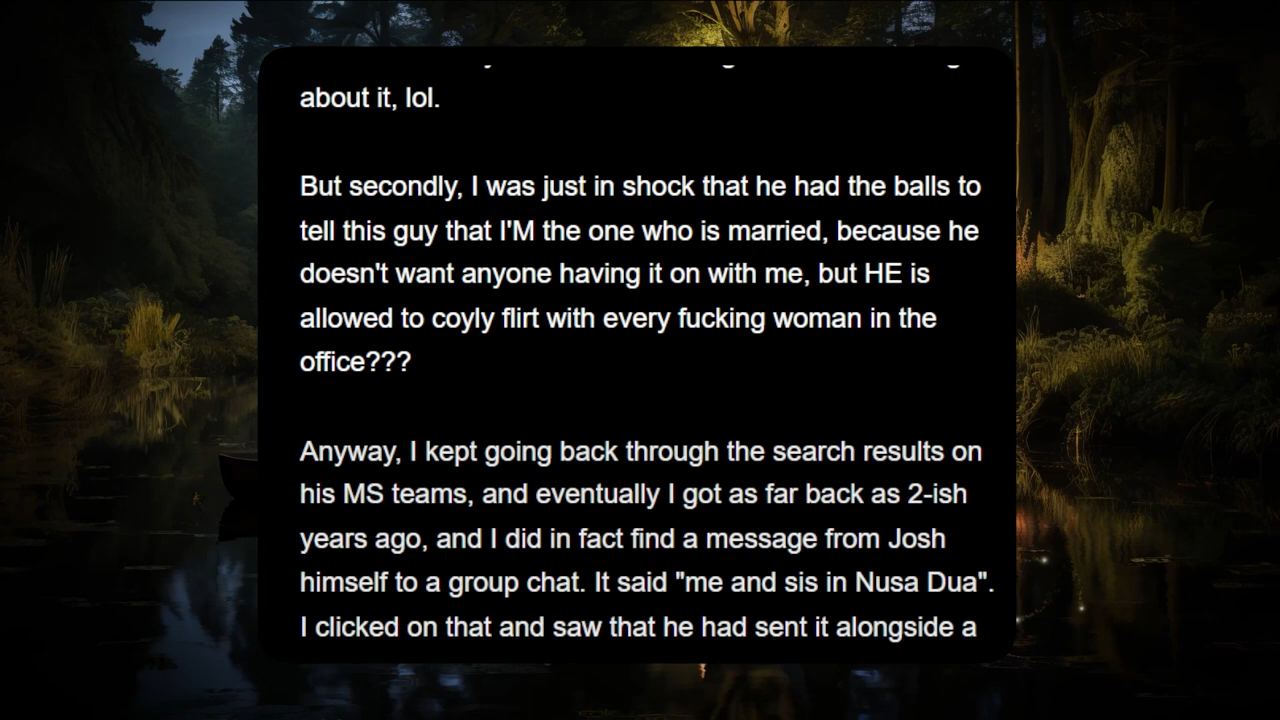 about it, lol.
But secondly, I was just in shock that he had the balls to
tell this guy that I'M the one who is married, because he
doesn't want anyone having it on with me, but HE is
allowed to coyly flirt with every fucking woman in the
office???
Anyway, I kept going back through the search results on
his MS teams, and eventually I got as far back as 2-ish
years ago, and I did in fact find a message from Josh
himself to a group chat. It said "me and sis in Nusa Dua".
I clicked on that and saw that he had sent it alongside a